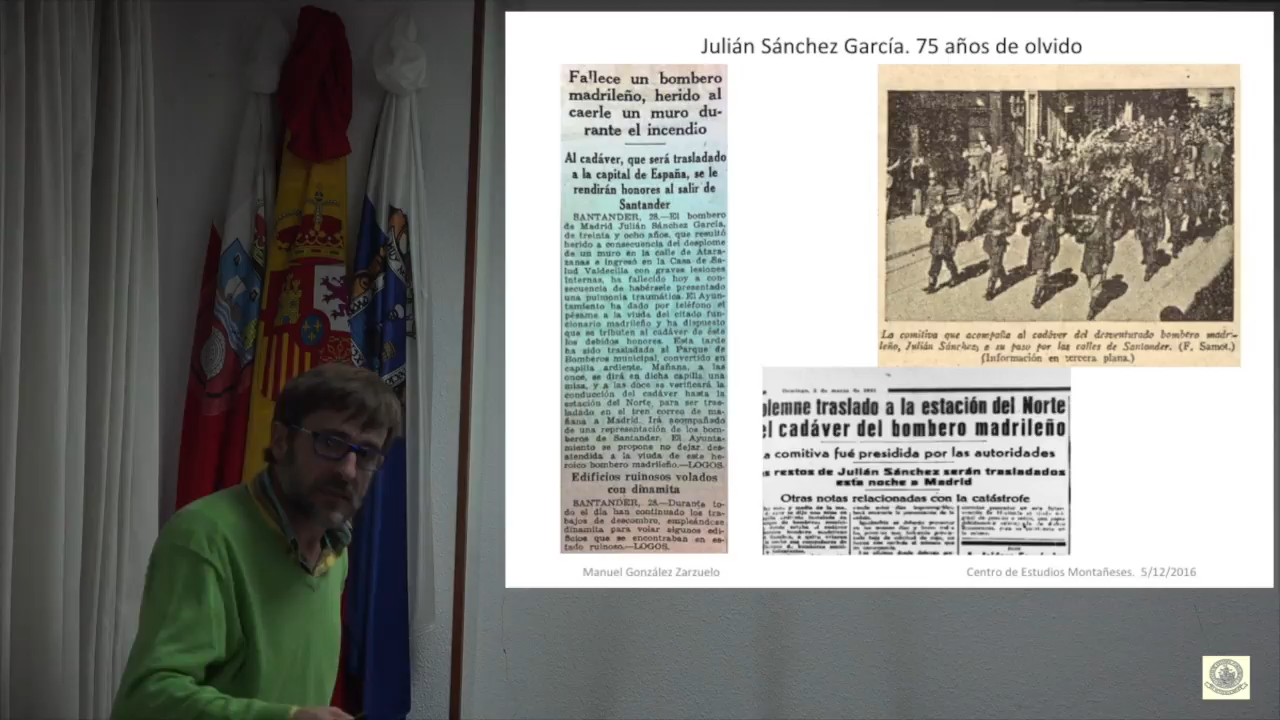 Julián Sánchez García. 75 años de olvido
Fallece un bombero
madrileño, herido al
caerle un muro du-
rante el incendio
Al cadáver, que será trasladado
a la capital de España, se le
rendirán honores al salir de
Santander
SANTANDER, 28.—El bombero
de Madrid Julián Sánchez García,
de treinta y ocho años, que resultó
herido a consecuencia del desplome
de un muro en la calle de Atara-
zanas e ingresó en la Casa de Sa-
lud Valdecilla con graves lesiones
internas, ha fallecido hoy a con-
secuencia de habérsele presentado
una pulmonía traumática. El Ayun-
tamiento ha dado por teléfono el
pésame a la viuda del citado fun-
cionario madrileño y ha dispuesto
que se tributen al cadáver de éste
los debidos honores. Esta tarde
ha sido trasladado al Parque de
Bomberos municipal, convertido en
capilla ardiente. Mañana, a las
once, se dirá en dicha capilla una
misa, y a las doce se verificará la
conducción del cadáver hasta la
estación del Norte, para ser tras-
ladado en el tren correo de ma-
ñana a Madrid. Irá acompañado
de una representación de los bom-
beros de Santander. El Ayunta-
miento se propone no dejar des-
atendida a la viuda de este he-
roico bombero madrileño.—LOGOS.
Edificios ruinosos volados
con dinamita
SANTANDER, 28.—Durante to-
do el día han continuado los tra-
bajos de descombro, empleándose
dinamita para volar algunos edi-
ficios que se encontraban en es-
tado ruinoso.—LOGOS.
La comitiva que acompaña al cadáver del desventurado bombero madri-
leño, Julián Sánchez, a su paso por las calles de Santander. (F. Samot.)
(Información en tercera plana.)
Domingo, 2 de marzo de
olemne traslado a la estación del Norte
el cadáver del bombero madrileño
a comitiva fué presidida por las autoridades
s restos de Julián Sánchez serán trasladados
esta noche a Madrid
Otras notas relacionadas con la catástrofe
Manuel González Zarzuelo
Centro de Estudios Montañeses. 5/12/2016